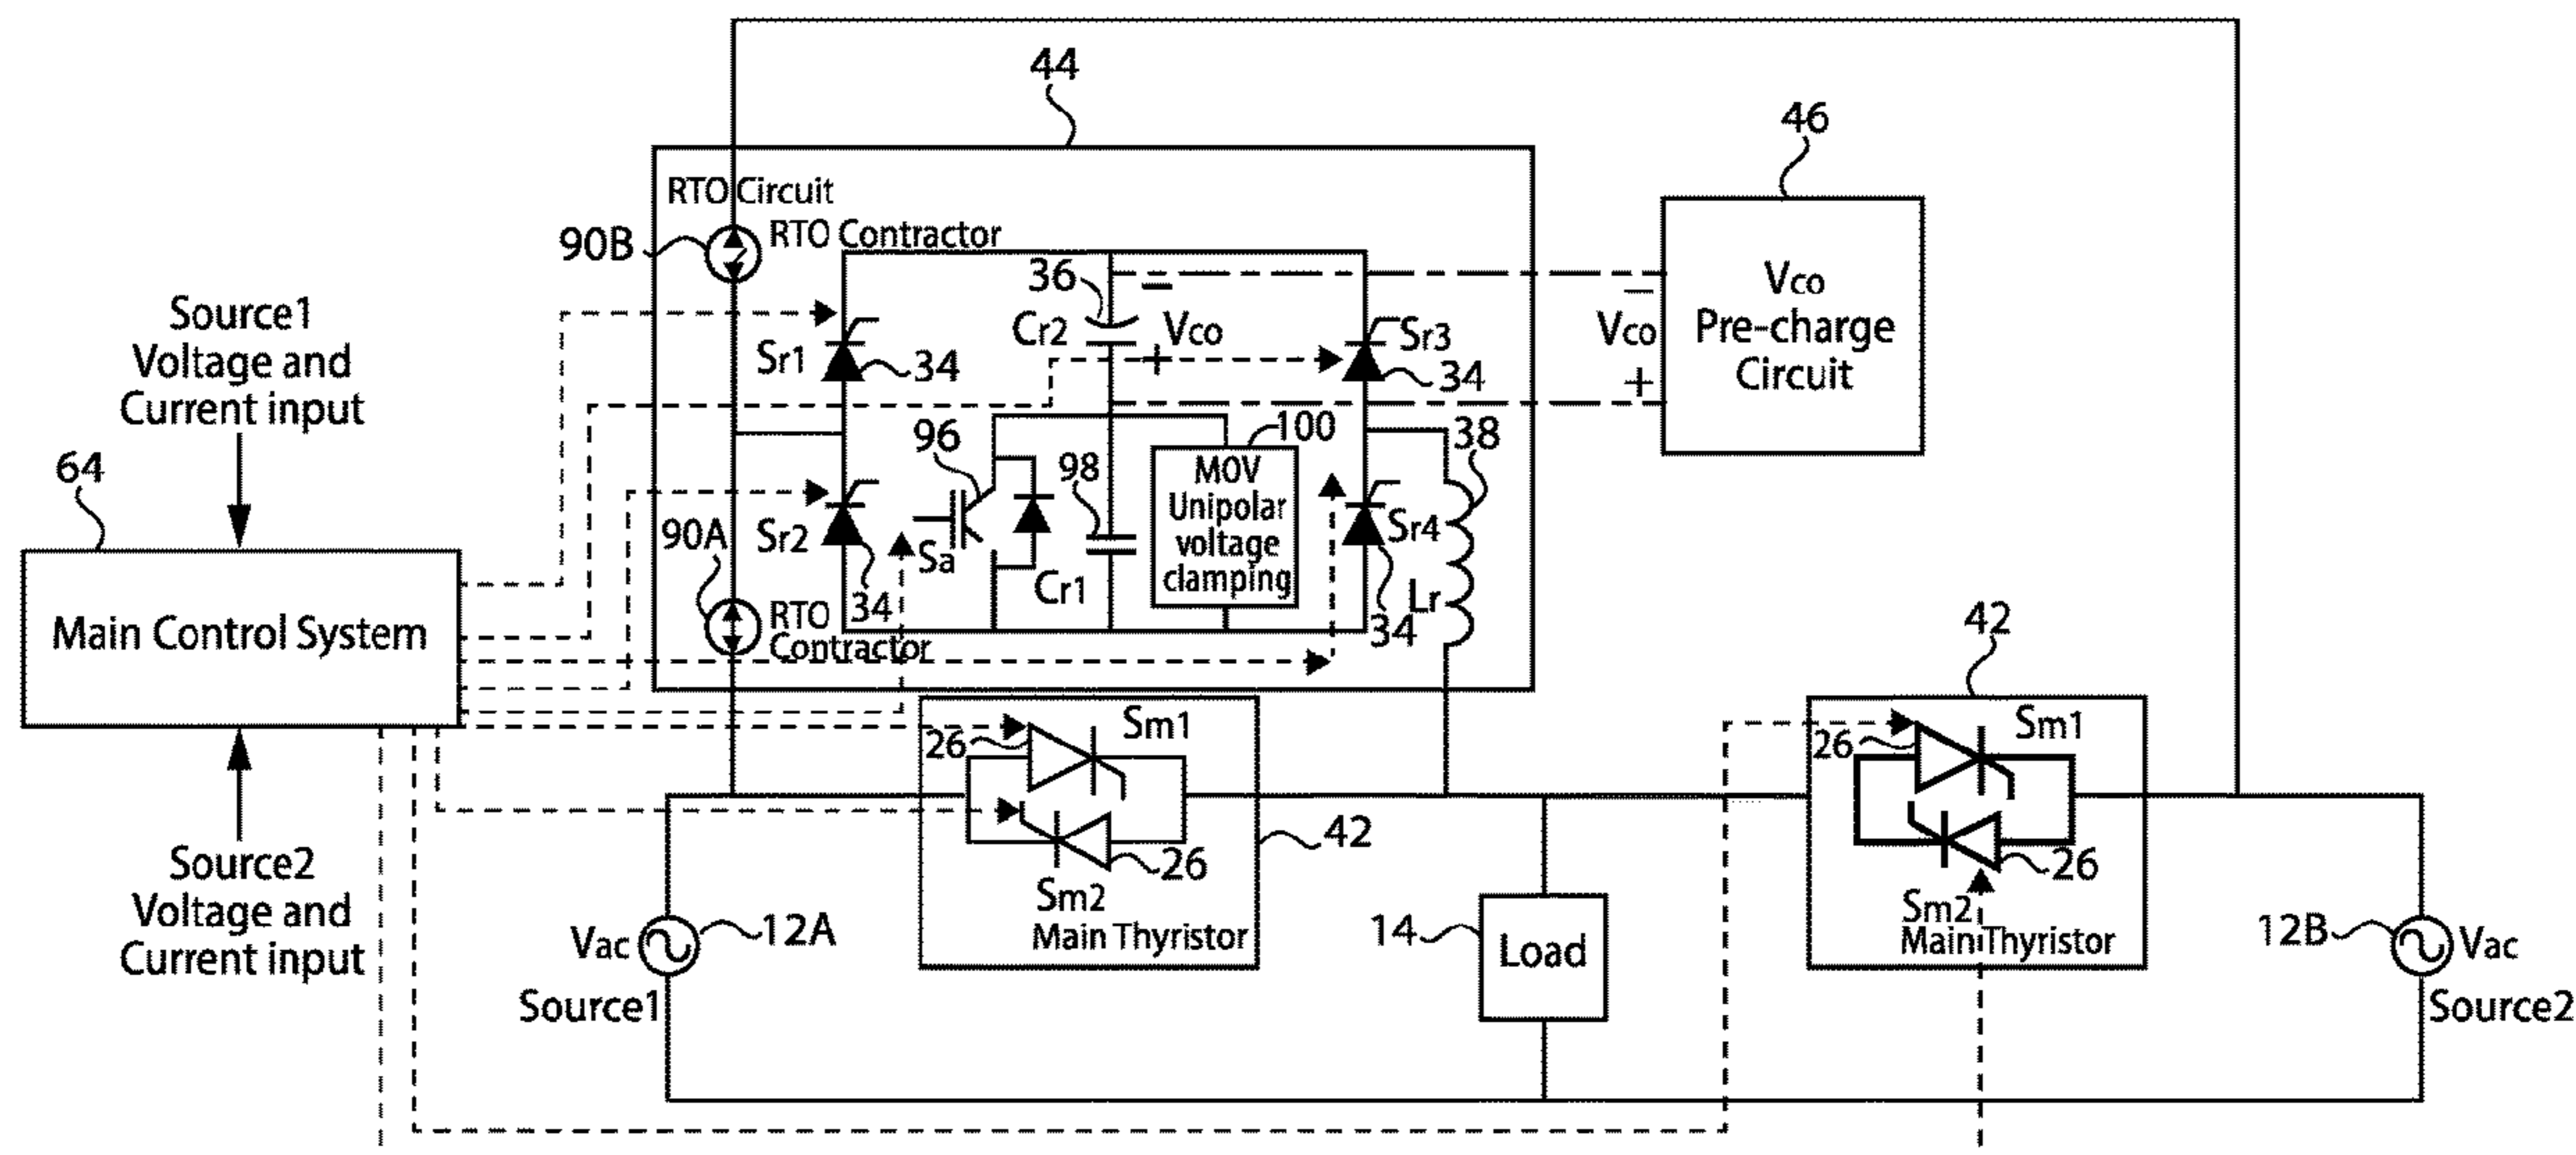 44
46
RTO Circuit
90B
RTO Contractor
36
−
Cr2
Vco
+
Sr1
34
Sr3
34
−
Vco
+
Vco
Pre-charge
Circuit
Source1
Voltage and
Current input
64
Main Control System
Source2
Voltage and
Current input
96
98
100
38
MOV
Unipolar
voltage
clamping
Sr2
34
Sa
Cr1
Sr4
34
Lr
90A
RTO
Contractor
42
26
Sm1
26
Sm2
Main Thyristor
42
26
Sm1
26
Sm2
Main Thyristor
Vac
12A
Source1
14
Load
12B
Vac
Source2